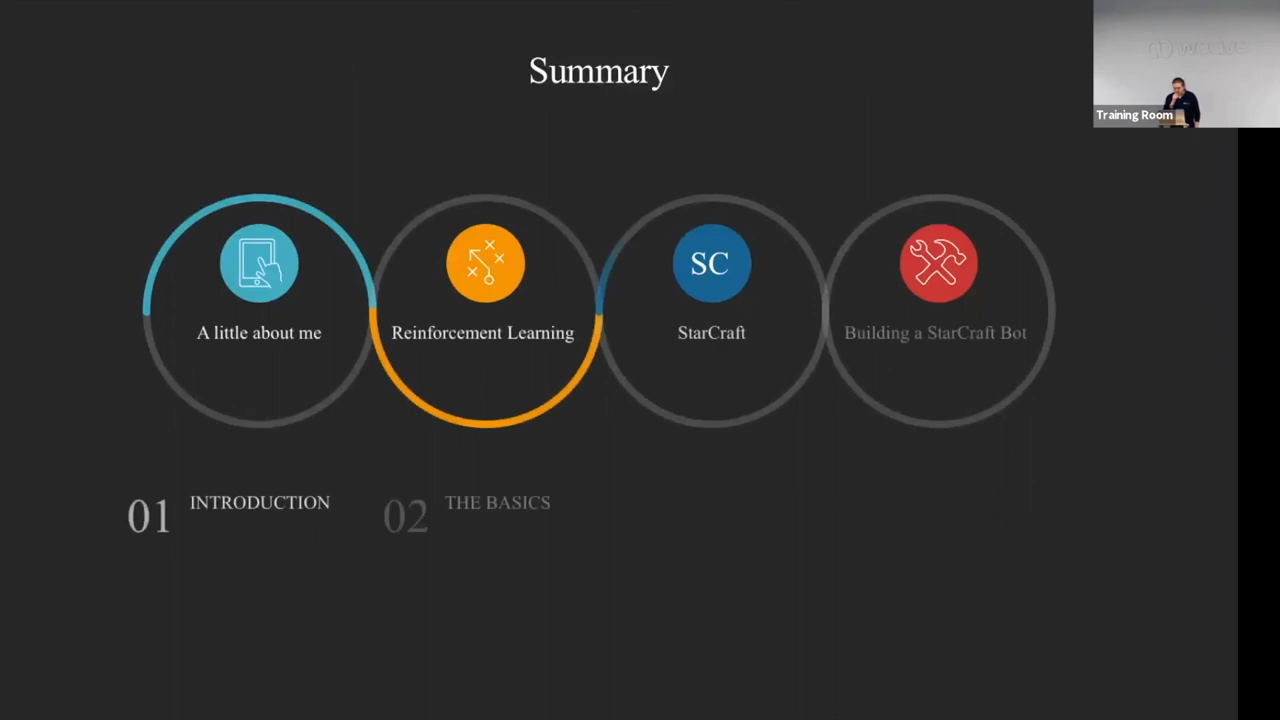 Summary
Training Room
SC
A little about me
Reinforcement Learning
StarCraft
Building a StarCraft Bot
01 INTRODUCTION
02 THE BASICS